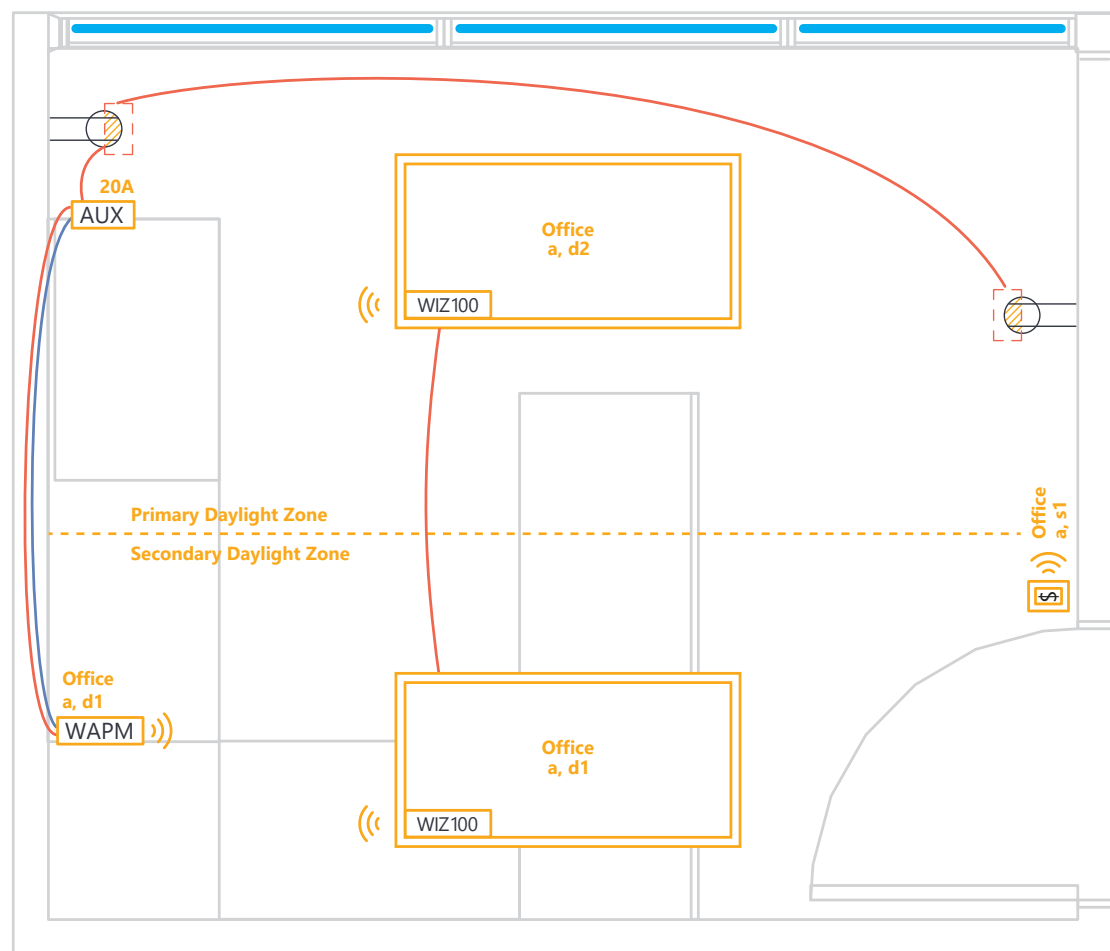 20A
AUX
Office
a, d2
WIZ100
Primary Daylight Zone
Secondary Daylight Zone
Office
a, s1
$
Office
a, d1
WAPM
Office
a, d1
WIZ100